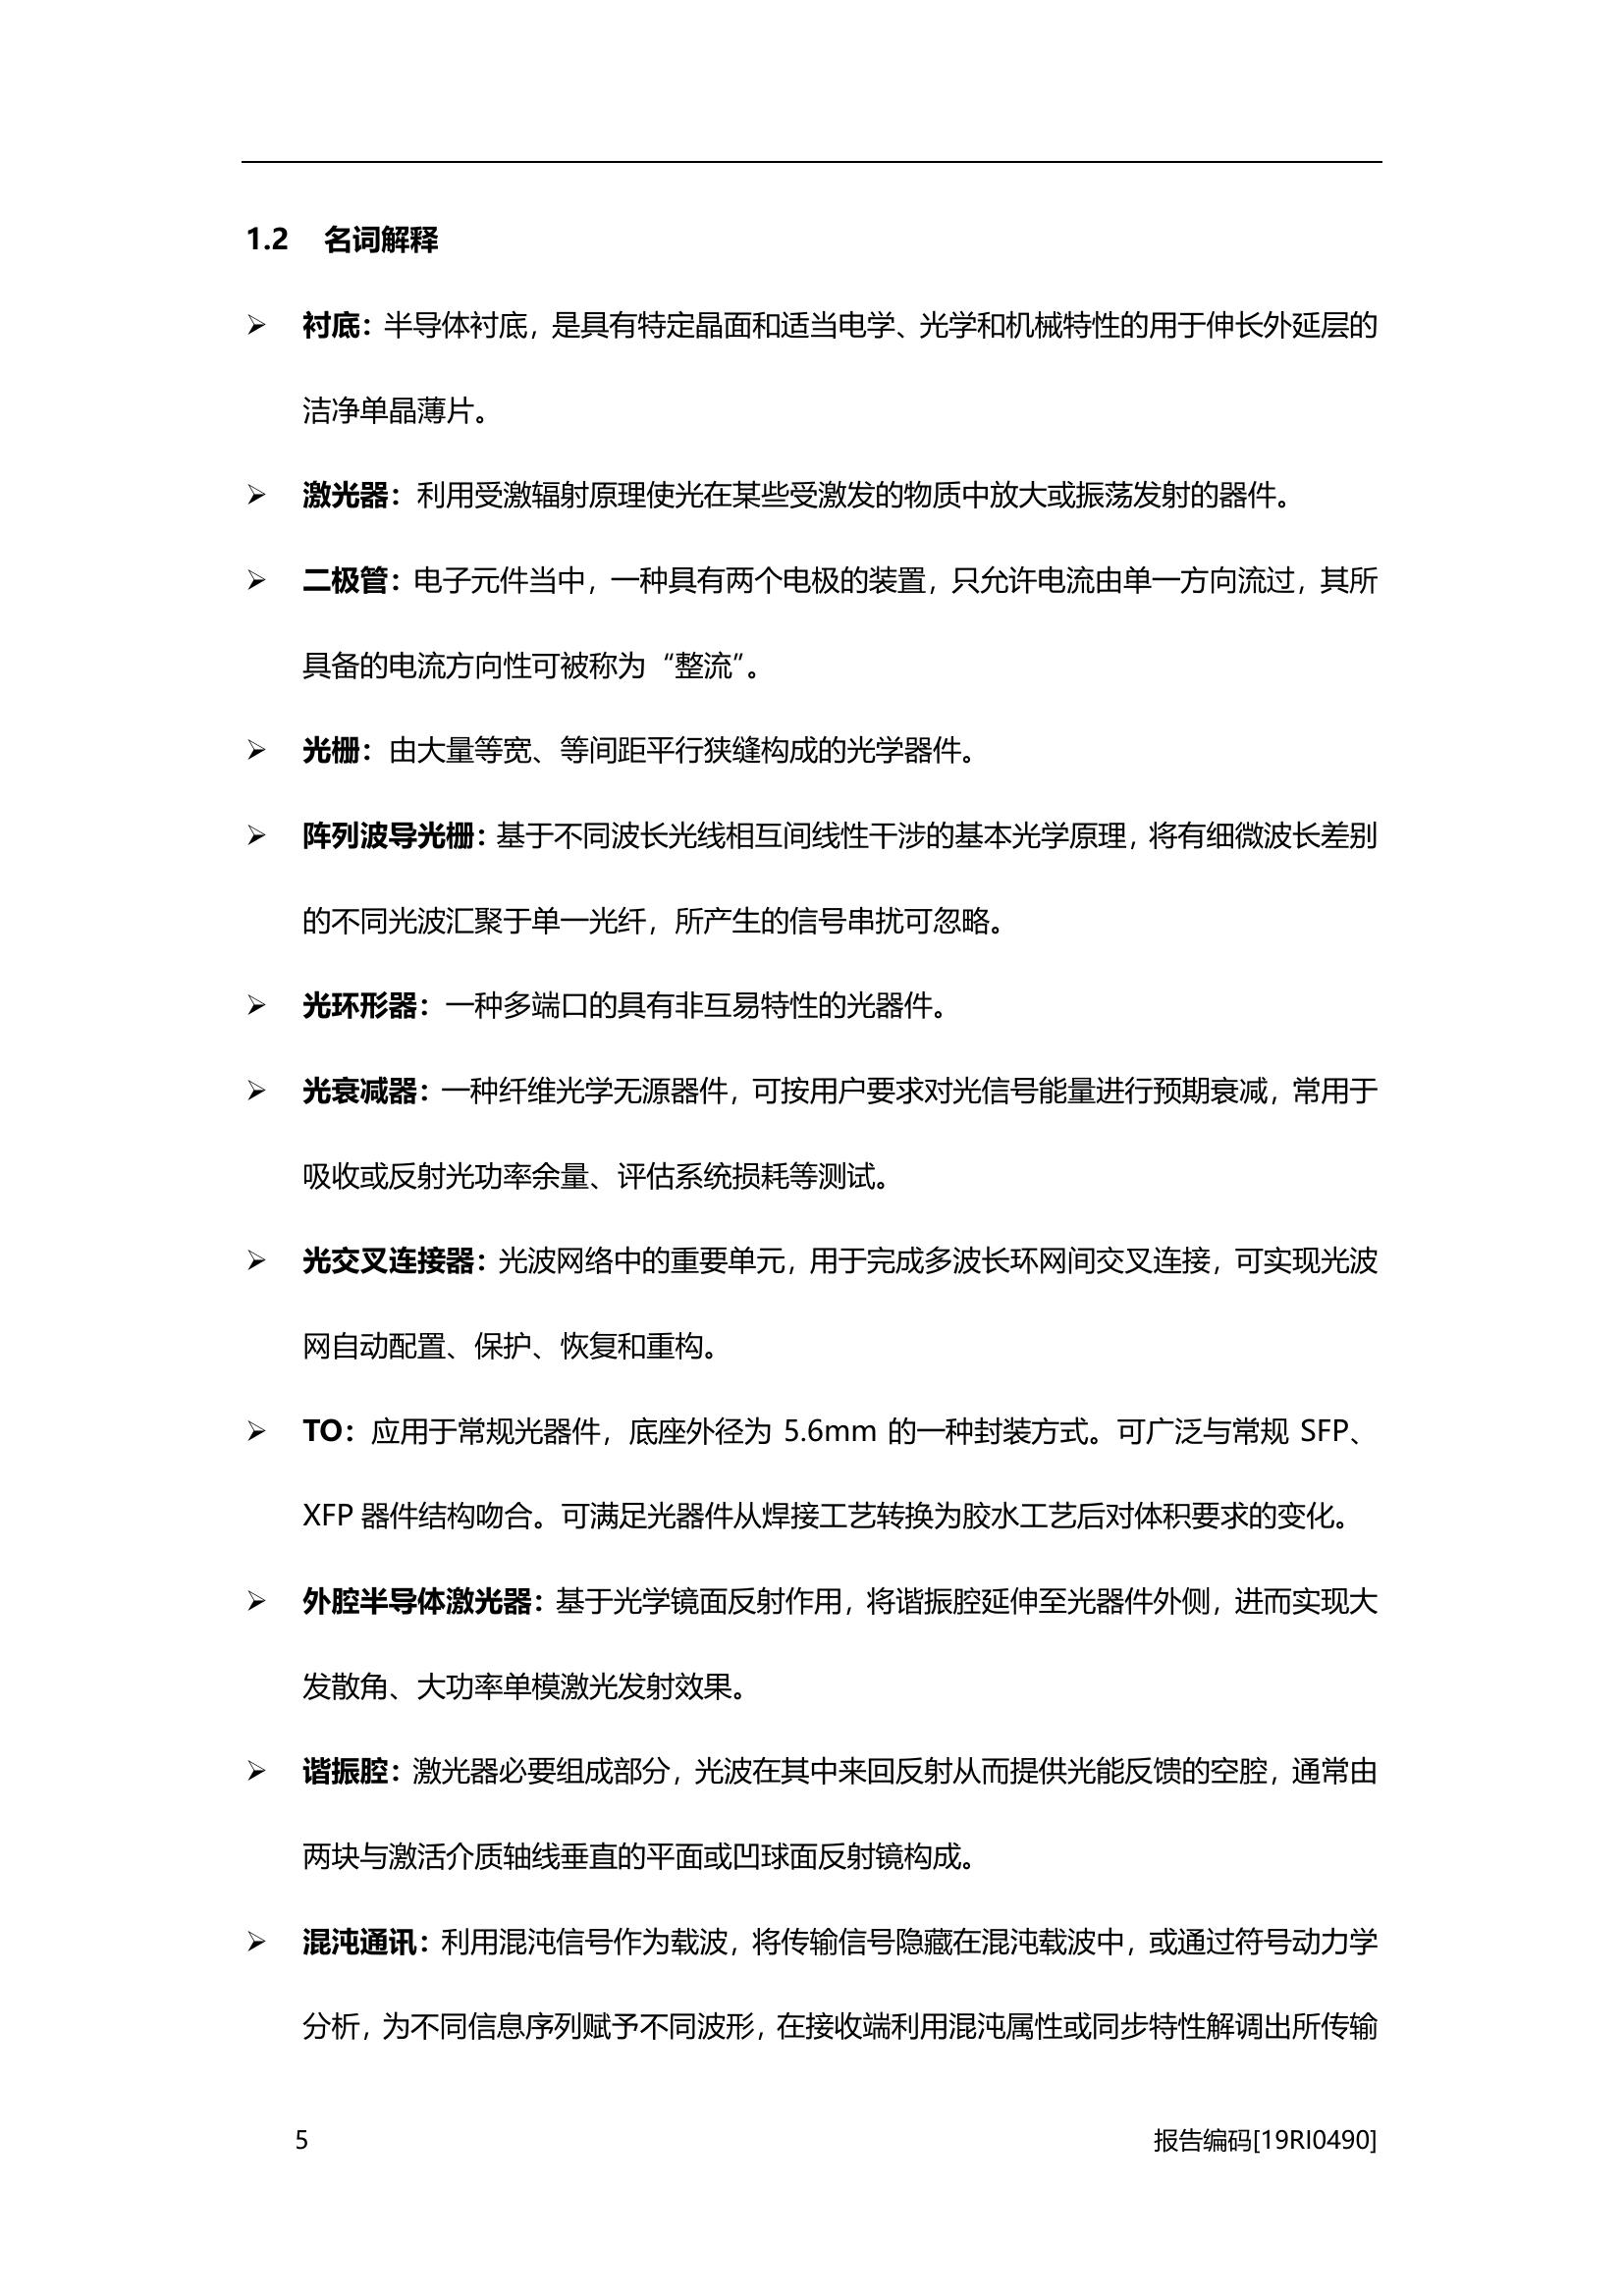 1.2 名词解释
➢ 衬底：半导体衬底，是具有特定晶面和适当电学、光学和机械特性的用于伸长外延层的
洁净单晶薄片。
➢ 激光器：利用受激辐射原理使光在某些受激发的物质中放大或振荡发射的器件。
➢ 二极管：电子元件当中，一种具有两个电极的装置，只允许电流由单一方向流过，其所
具备的电流方向性可被称为“整流”。
➢ 光栅：由大量等宽、等间距平行狭缝构成的光学器件。
➢ 阵列波导光栅：基于不同波长光线相互间线性干涉的基本光学原理，将有细微波长差别
的不同光波汇聚于单一光纤，所产生的信号串扰可忽略。
➢ 光环形器：一种多端口的具有非互易特性的光器件。
➢ 光衰减器：一种纤维光学无源器件，可按用户要求对光信号能量进行预期衰减，常用于
吸收或反射光功率余量、评估系统损耗等测试。
➢ 光交叉连接器：光波网络中的重要单元，用于完成多波长环网间交叉连接，可实现光波
网自动配置、保护、恢复和重构。
➢ TO：应用于常规光器件，底座外径为 5.6mm 的一种封装方式。可广泛与常规 SFP、
XFP 器件结构吻合。可满足光器件从焊接工艺转换为胶水工艺后对体积要求的变化。
➢ 外腔半导体激光器：基于光学镜面反射作用，将谐振腔延伸至光器件外侧，进而实现大
发散角、大功率单模激光发射效果。
➢ 谐振腔：激光器必要组成部分，光波在其中来回反射从而提供光能反馈的空腔，通常由
两块与激活介质轴线垂直的平面或凹球面反射镜构成。
➢ 混沌通讯：利用混沌信号作为载波，将传输信号隐藏在混沌载波中，或通过符号动力学
分析，为不同信息序列赋予不同波形，在接收端利用混沌属性或同步特性解调出所传输
5 报告编码[19RI0490]